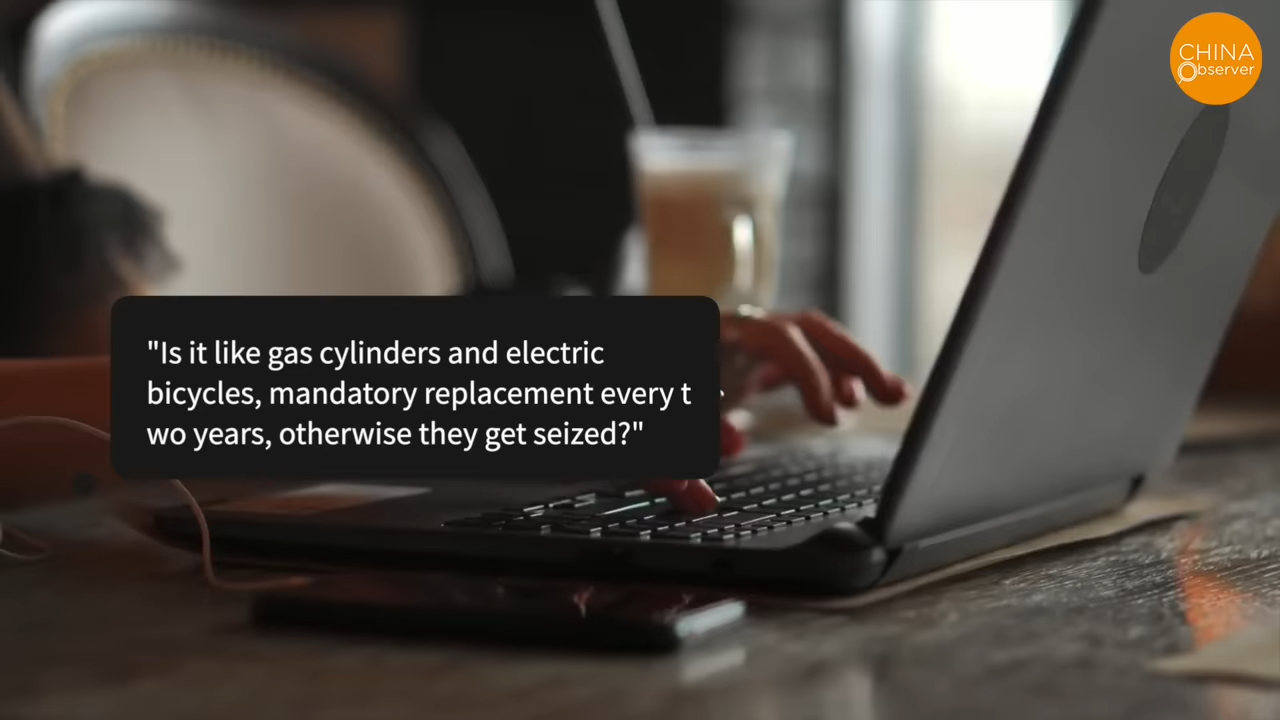 CHINA
Observer
"Is it like gas cylinders and electric
bicycles, mandatory replacement every t
wo years, otherwise they get seized?"